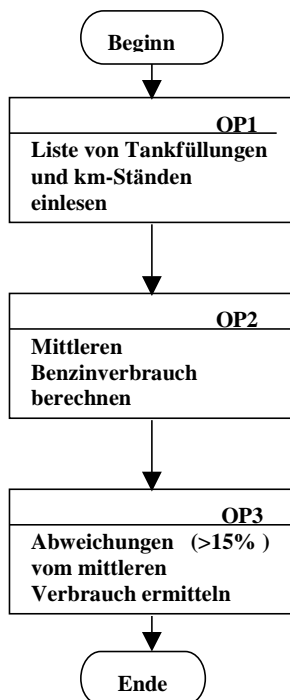 Beginn
OP1
Liste von Tankfüllungen
und km-Ständen
einlesen
OP2
Mittleren
Benzinverbrauch
berechnen
OP3
Abweichungen (>15% )
vom mittleren
Verbrauch ermitteln
Ende